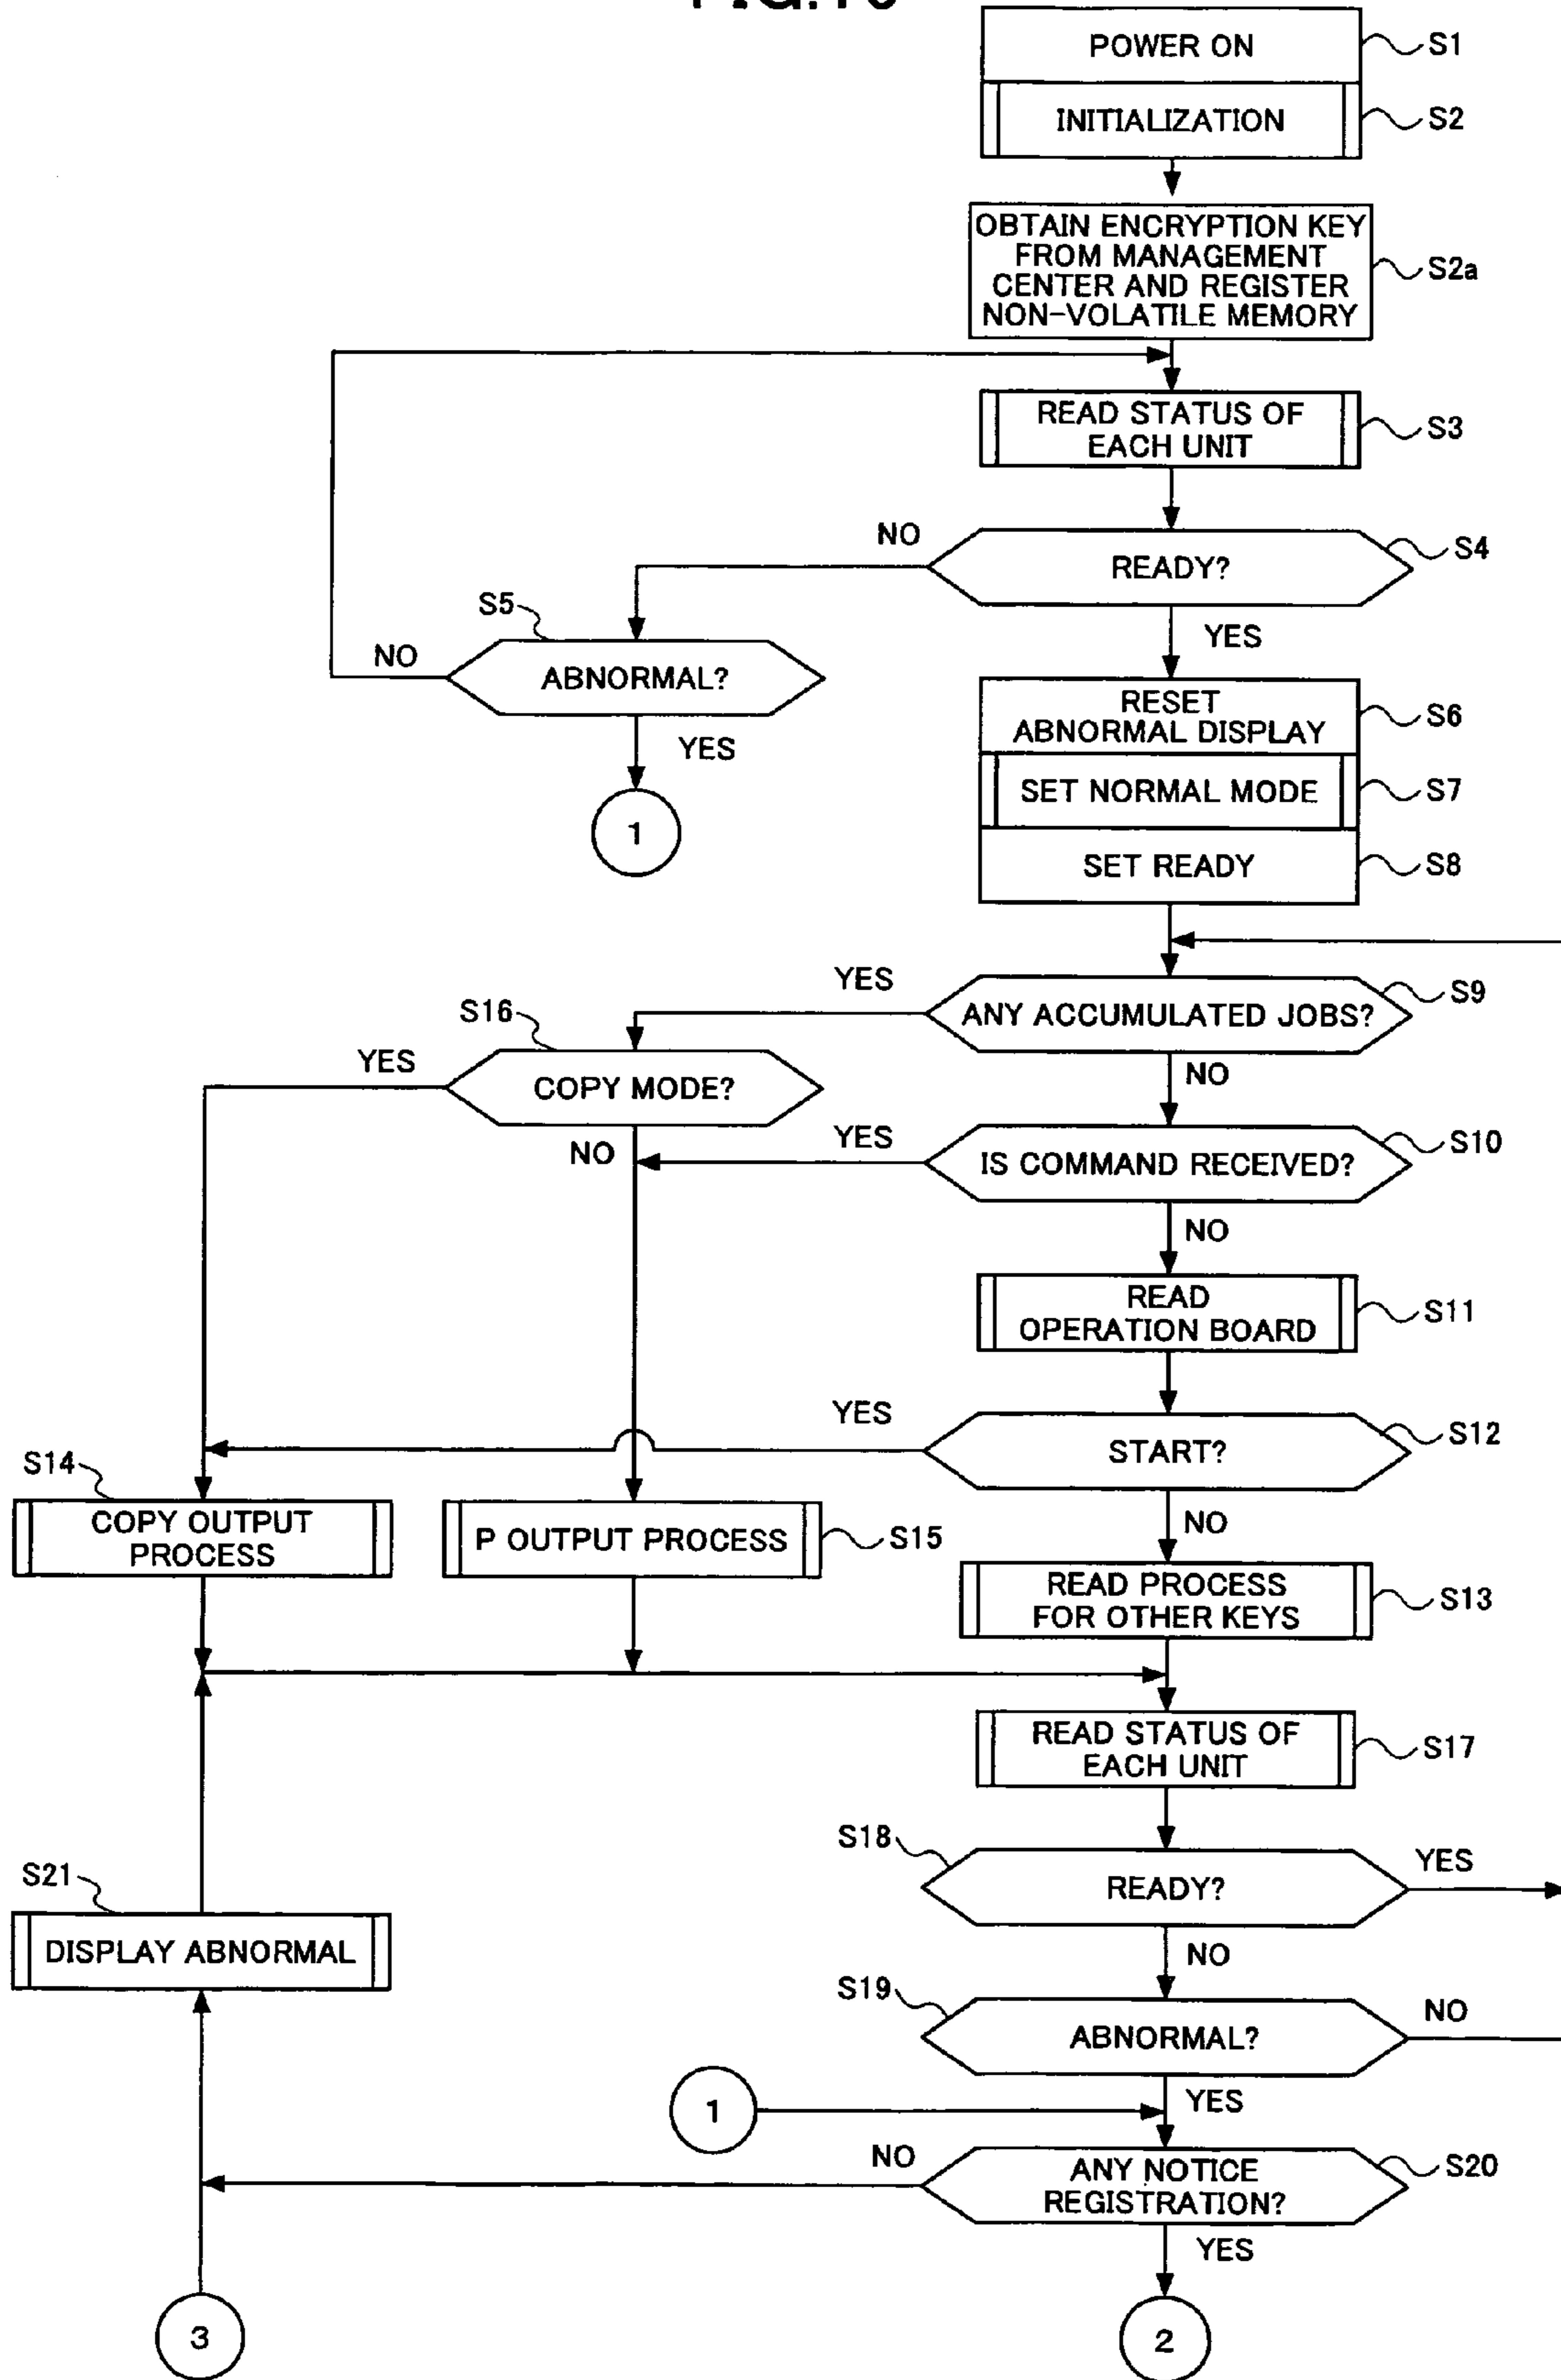 POWER ON
S1
INITIALIZATION
S2
OBTAIN ENCRYPTION KEY
FROM MANAGEMENT
CENTER AND REGISTER
NON-VOLATILE MEMORY
S2a
READ STATUS OF
EACH UNIT
S3
NO
READY?
S4
YES
S5
NO
ABNORMAL?
YES
1
RESET
ABNORMAL DISPLAY
S6
SET NORMAL MODE
S7
SET READY
S8
YES
ANY ACCUMULATED JOBS?
S9
NO
S16
YES
COPY MODE?
NO
YES
IS COMMAND RECEIVED?
S10
NO
READ
OPERATION BOARD
S11
YES
START?
S12
NO
S14
COPY OUTPUT
PROCESS
P OUTPUT PROCESS
S15
READ PROCESS
FOR OTHER KEYS
S13
READ STATUS OF
EACH UNIT
S17
S18
READY?
YES
NO
S21
DISPLAY ABNORMAL
S19
ABNORMAL?
NO
YES
1
NO
ANY NOTICE
REGISTRATION?
S20
YES
3
2